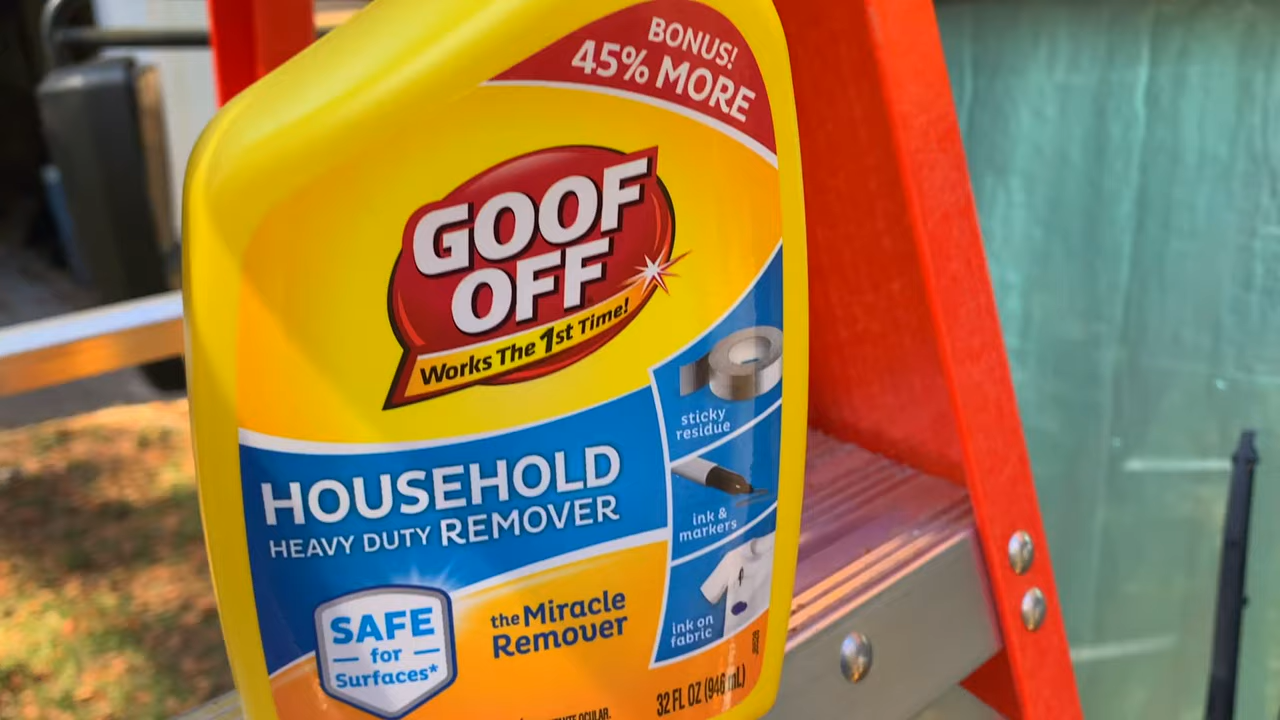 BONUS!
45% MORE
GOOF
OFF
Works The 1st Time!
sticky
residue
HOUSEHOLD
HEAVY DUTY REMOVER
ink &
markers
SAFE
for
Surfaces*
the Miracle
Remover
ink on
fabric
32 FL OZ (946 mL)
OCULAR.